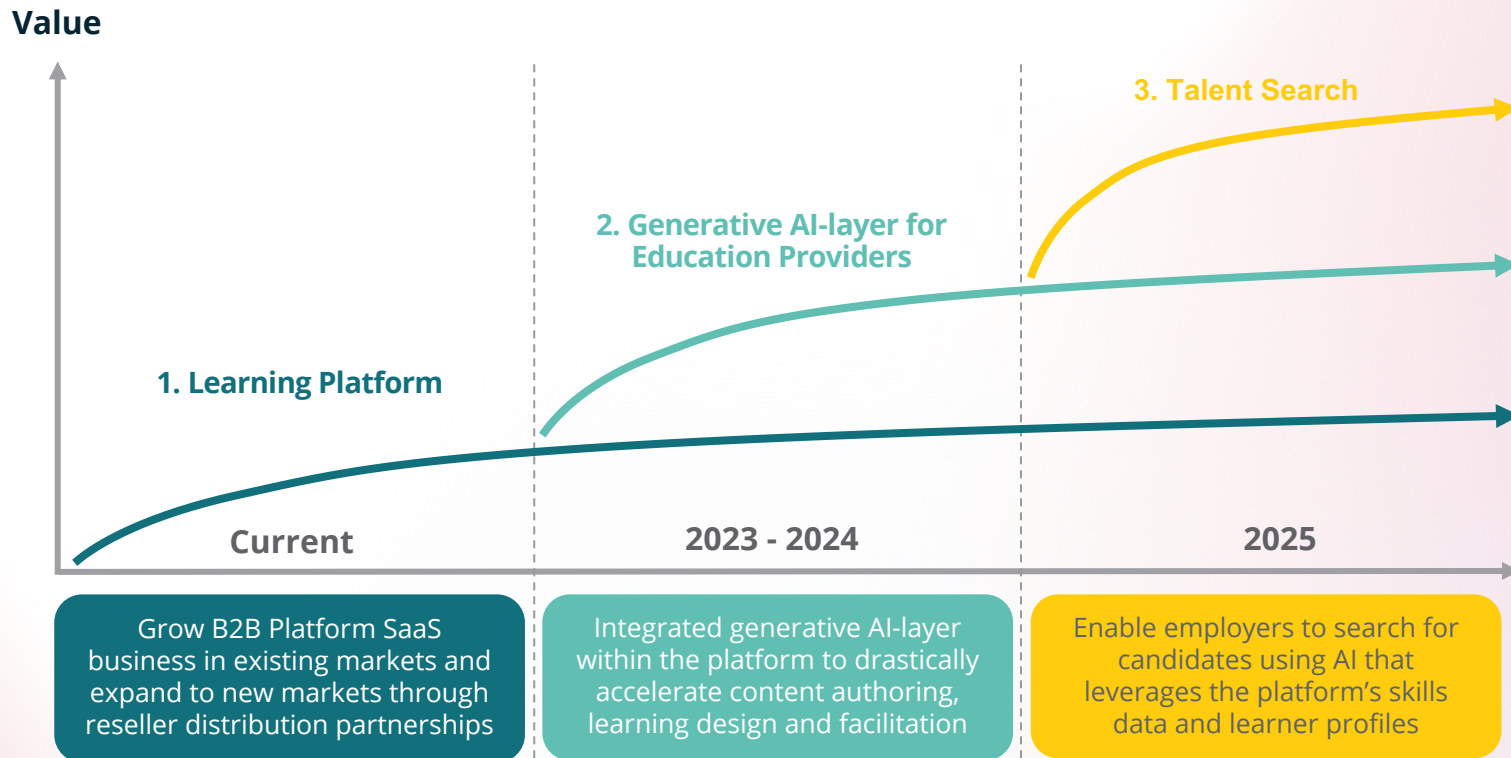 Value
3. Talent Search
2. Generative AI-layer for
Education Providers
1. Learning Platform
Current
2023 - 2024
2025
Grow B2B Platform SaaS
business in existing markets and
expand to new markets through
reseller distribution partnerships
Integrated generative AI-layer
within the platform to drastically
accelerate content authoring,
learning design and facilitation
Enable employers to search for
candidates using AI that
leverages the platform’s skills
data and learner profiles